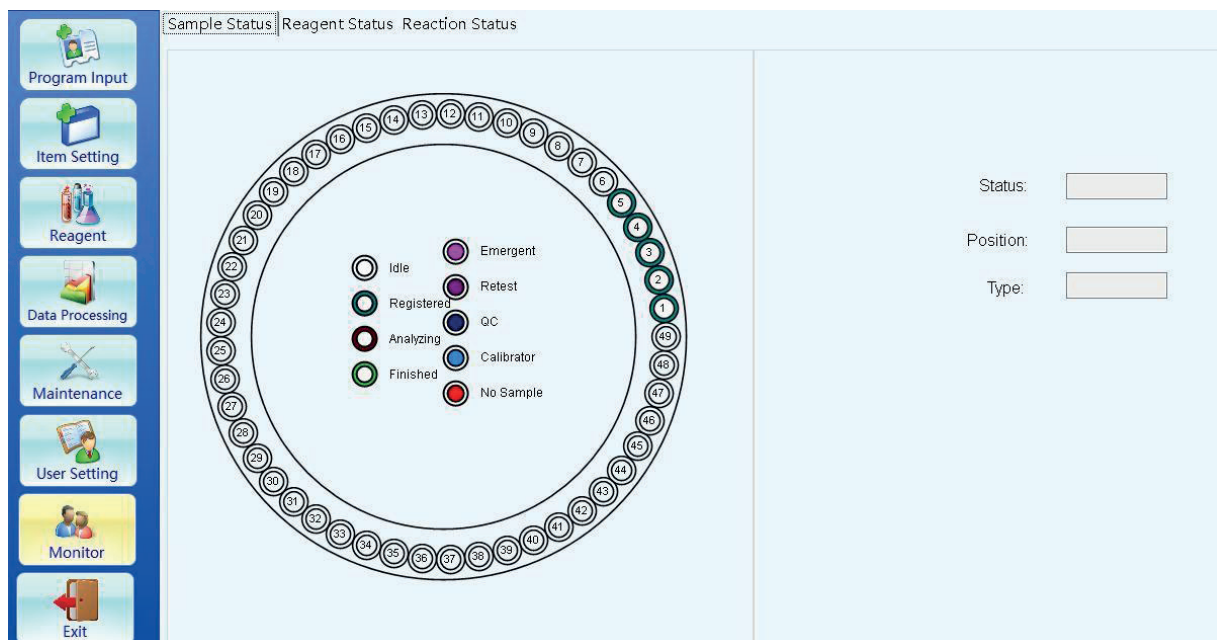 Sample Status Reagent Status Reaction Status
Program Input
Item Setting
Reagent
Data Processing
Maintenance
User Setting
Monitor
Exit
1
2
3
4
5
6
7
8
9
10
11
12
13
14
15
16
17
18
19
20
21
22
23
24
25
26
27
28
29
30
31
32
33
34
35
36
37
38
39
40
41
42
43
44
45
46
47
48
49
Idle
Registered
Analyzing
Finished
Emergent
Retest
QC
Calibrator
No Sample
Status:
Position:
Type: